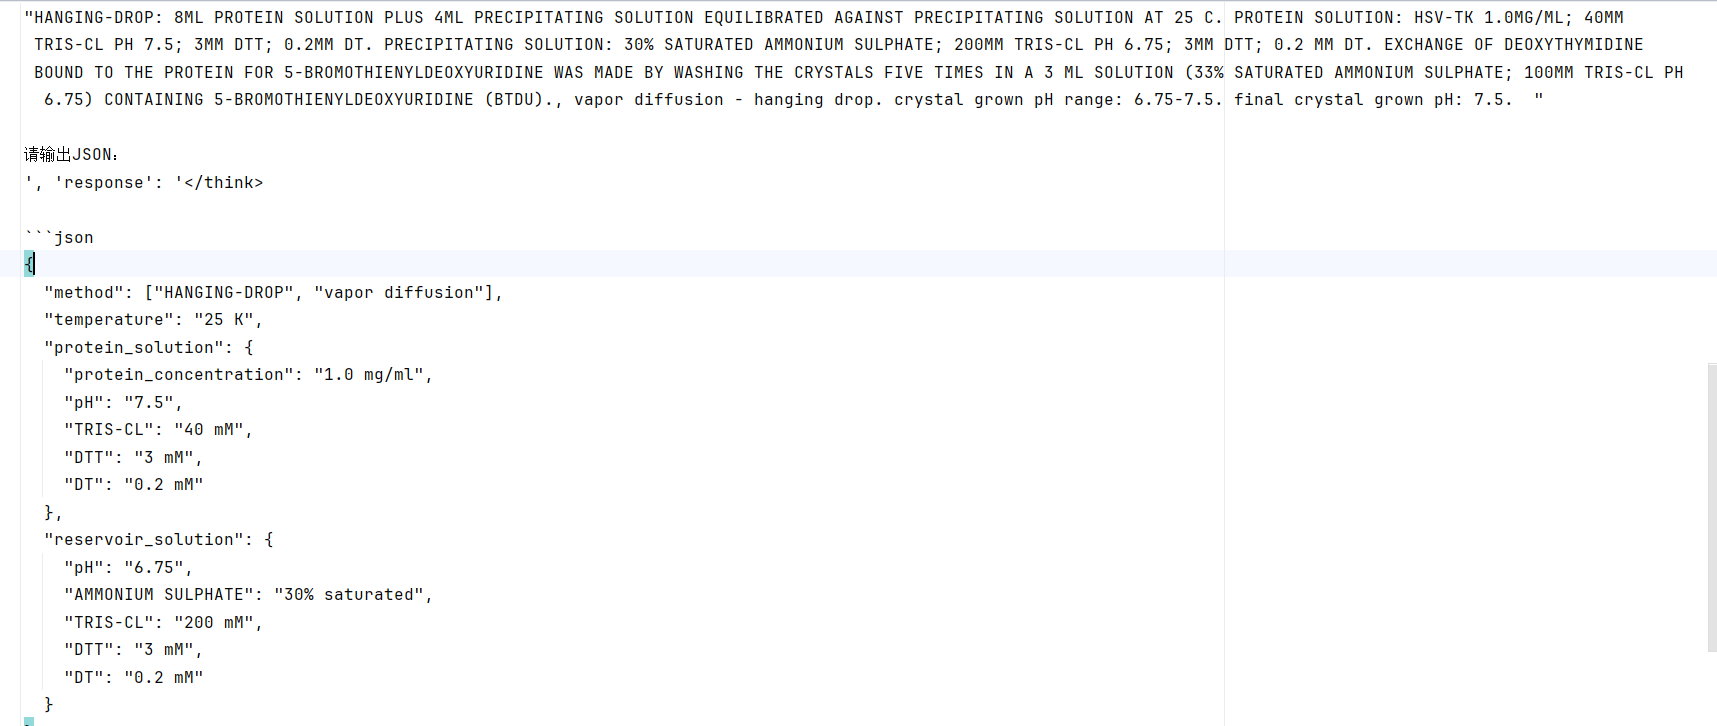 "HANGING-DROP: 8ML PROTEIN SOLUTION PLUS 4ML PRECIPITATING SOLUTION EQUILIBRATED AGAINST PRECIPITATING SOLUTION AT 25 C. PROTEIN SOLUTION: HSV-TK 1.0MG/ML; 40MM
TRIS-CL PH 7.5; 3MM DTT; 0.2MM DT. PRECIPITATING SOLUTION: 30% SATURATED AMMONIUM SULPHATE; 200MM TRIS-CL PH 6.75; 3MM DTT; 0.2 MM DT. EXCHANGE OF DEOXYTHYMIDINE
BOUND TO THE PROTEIN FOR 5-BROMOTHIENYLDEOXYURIDINE WAS MADE BY WASHING THE CRYSTALS FIVE TIMES IN A 3 ML SOLUTION (33% SATURATED AMMONIUM SULPHATE; 100MM TRIS-CL PH
6.75) CONTAINING 5-BROMOTHIENYLDEOXYURIDINE (BTDU)., vapor diffusion - hanging drop. crystal grown pH range: 6.75-7.5. final crystal grown pH: 7.5.  "
请输出JSON：
', 'response': '</think>
```json
{
"method": ["HANGING-DROP", "vapor diffusion"],
"temperature": "25 K",
"protein_solution": {
"protein_concentration": "1.0 mg/ml",
"pH": "7.5",
"TRIS-CL": "40 mM",
"DTT": "3 mM",
"DT": "0.2 mM"
},
"reservoir_solution": {
"pH": "6.75",
"AMMONIUM SULPHATE": "30% saturated",
"TRIS-CL": "200 mM",
"DTT": "3 mM",
"DT": "0.2 mM"
}